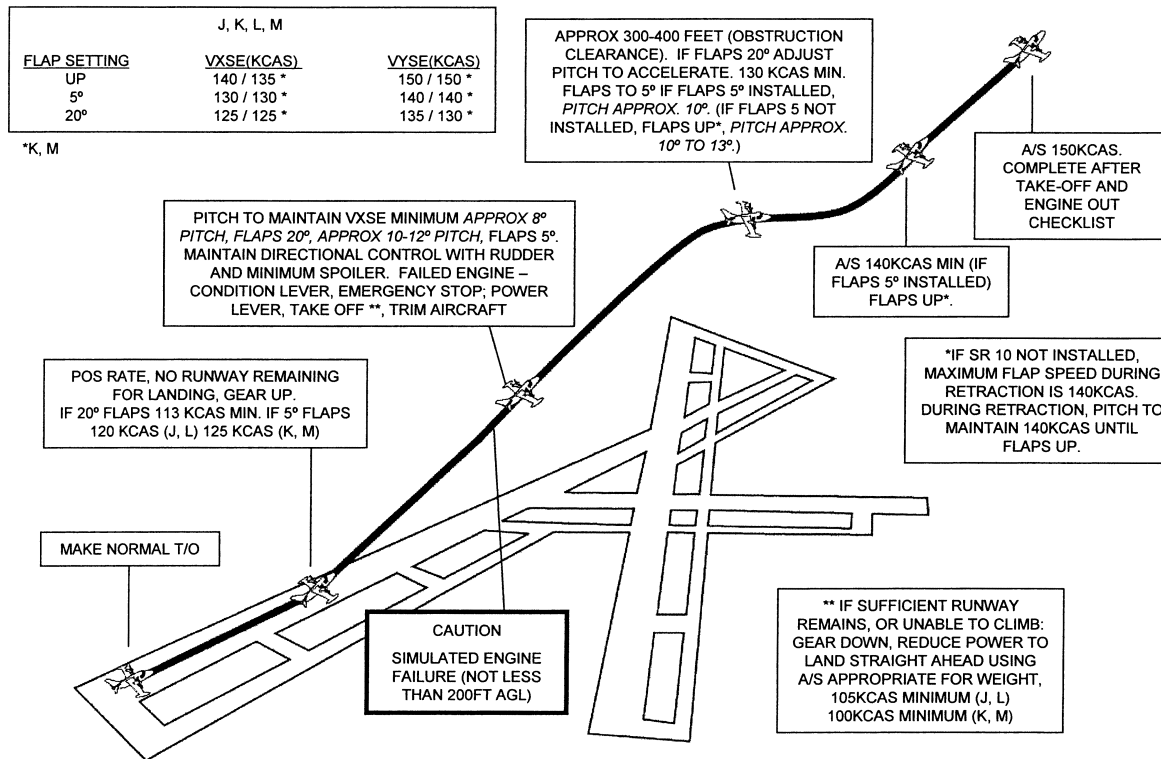 J, K, L, M
FLAP SETTING VXSE(KCAS) VYSE(KCAS)
UP 140 / 135 * 150 / 150 *
5º 130 / 130 * 140 / 140 *
20º 125 / 125 * 135 / 130 *
*K, M
APPROX 300-400 FEET (OBSTRUCTION
CLEARANCE). IF FLAPS 20º ADJUST
PITCH TO ACCELERATE. 130 KCAS MIN.
FLAPS TO 5º IF FLAPS 5º INSTALLED,
PITCH APPROX. 10º. (IF FLAPS 5 NOT
INSTALLED, FLAPS UP*, PITCH APPROX.
10º TO 13º.)
A/S 150KCAS.
COMPLETE AFTER
TAKE-OFF AND
ENGINE OUT
CHECKLIST
PITCH TO MAINTAIN VXSE MINIMUM APPROX 8º
PITCH, FLAPS 20º, APPROX 10-12º PITCH, FLAPS 5º.
MAINTAIN DIRECTIONAL CONTROL WITH RUDDER
AND MINIMUM SPOILER. FAILED ENGINE –
CONDITION LEVER, EMERGENCY STOP; POWER
LEVER, TAKE OFF **, TRIM AIRCRAFT
A/S 140KCAS MIN (IF
FLAPS 5º INSTALLED)
FLAPS UP*.
POS RATE, NO RUNWAY REMAINING
FOR LANDING, GEAR UP.
IF 20º FLAPS 113 KCAS MIN. IF 5º FLAPS
120 KCAS (J, L) 125 KCAS (K, M)
*IF SR 10 NOT INSTALLED,
MAXIMUM FLAP SPEED DURING
RETRACTION IS 140KCAS.
DURING RETRACTION, PITCH TO
MAINTAIN 140KCAS UNTIL
FLAPS UP.
MAKE NORMAL T/O
CAUTION
SIMULATED ENGINE
FAILURE (NOT LESS
THAN 200FT AGL)
** IF SUFFICIENT RUNWAY
REMAINS, OR UNABLE TO CLIMB:
GEAR DOWN, REDUCE POWER TO
LAND STRAIGHT AHEAD USING
A/S APPROPRIATE FOR WEIGHT,
105KCAS MINIMUM (J, L)
100KCAS MINIMUM (K, M)